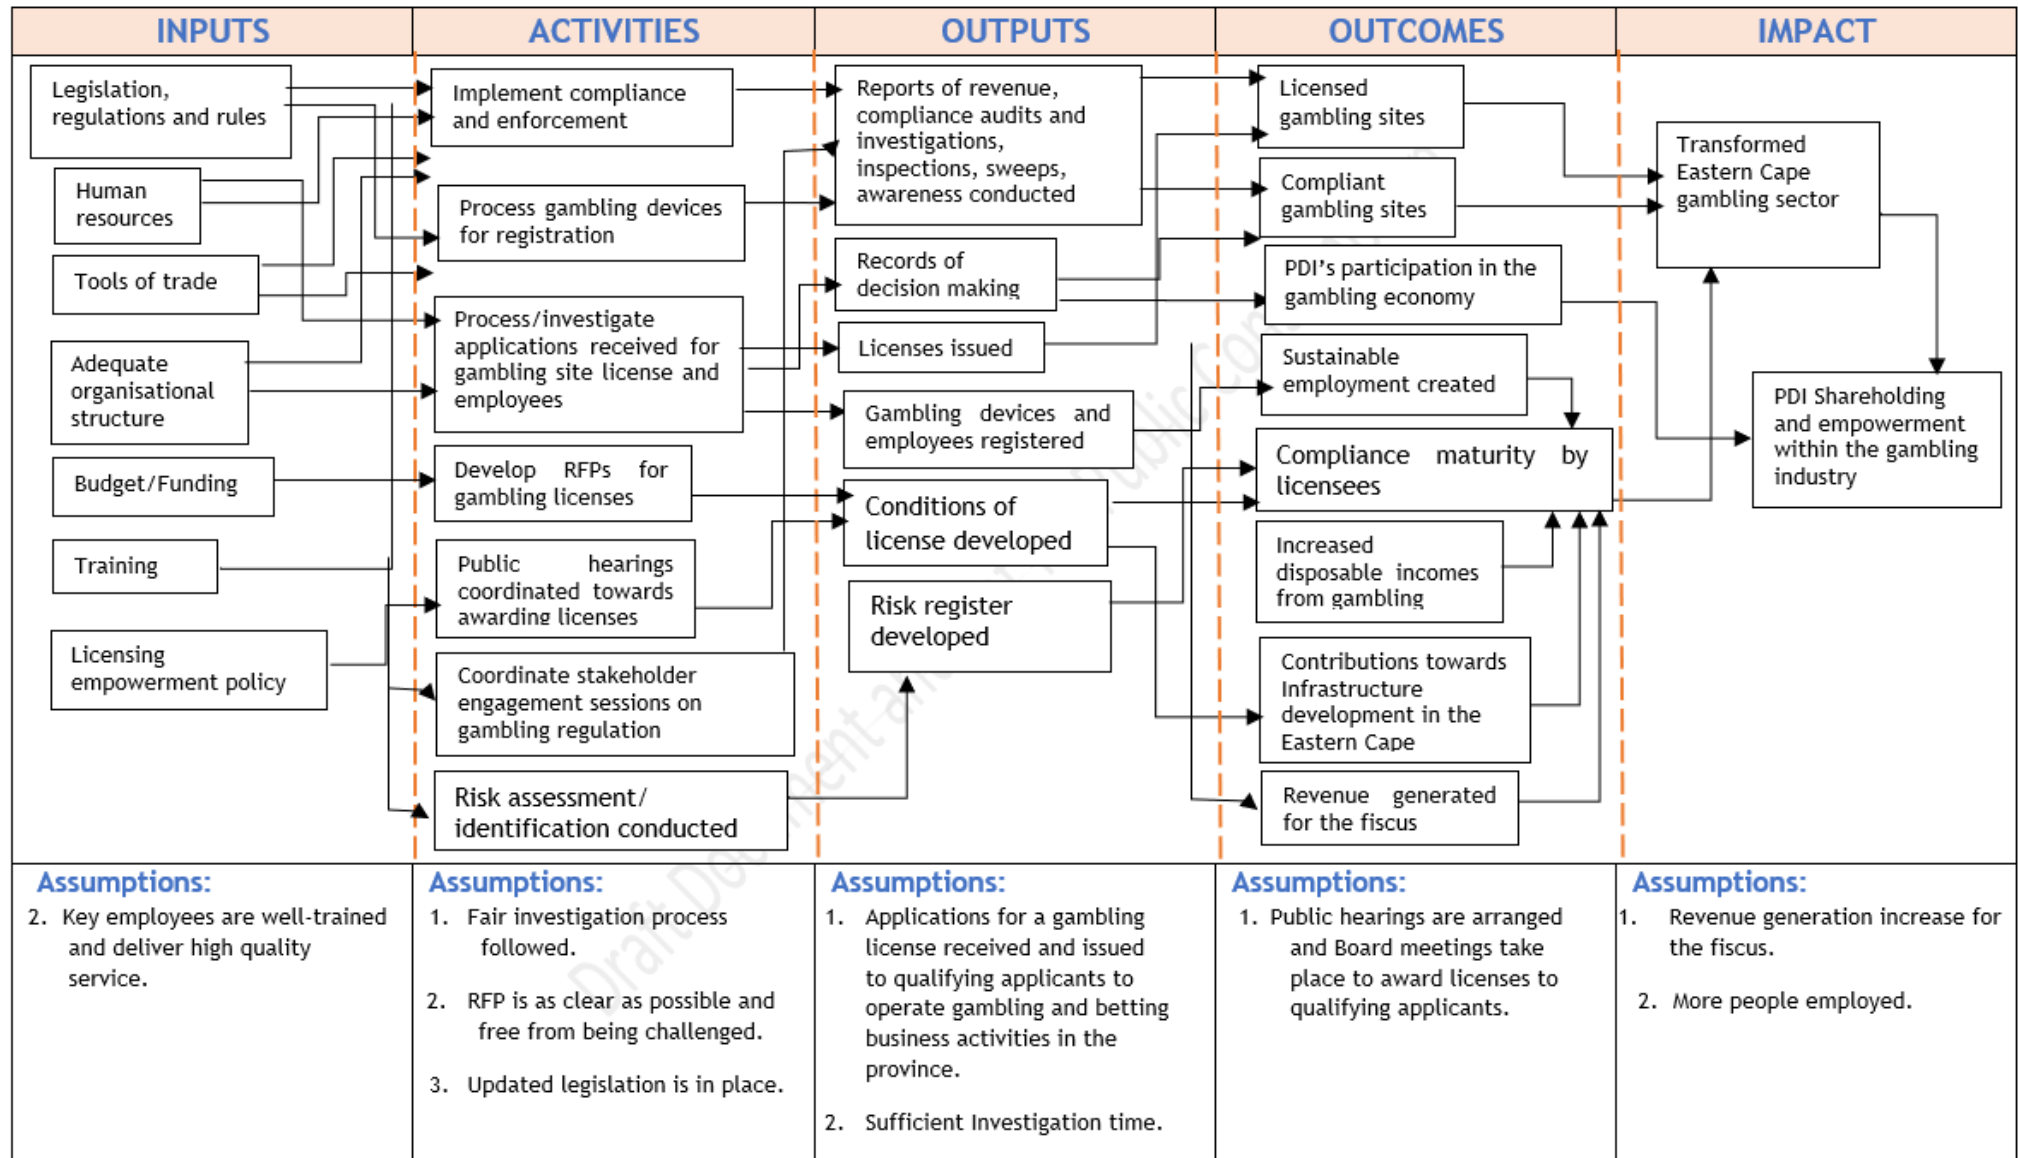 INPUTS
ACTIVITIES
OUTPUTS
OUTCOMES
IMPACT
Legislation,
regulations and rules
Human
resources
Tools of trade
Adequate
organisational
structure
Budget/Funding
Training
Licensing
empowerment policy
Implement compliance
and enforcement
Process gambling devices
for registration
Process/investigate
applications received for
gambling site license and
employees
Develop RFPs for
gambling licenses
Public hearings
coordinated towards
awarding licenses
Coordinate stakeholder
engagement sessions on
gambling regulation
Risk assessment/
identification conducted
Reports of revenue,
compliance audits and
investigations,
inspections, sweeps,
awareness conducted
Records of
decision making
Licenses issued
Gambling devices and
employees registered
Conditions of
license developed
Risk register
developed
Licensed
gambling sites
Compliant
gambling sites
PDI's participation in the
gambling economy
Sustainable
employment created
Compliance maturity by
licensees
Increased
disposable incomes
from gambling
Contributions towards
Infrastructure
development in the
Eastern Cape
Revenue generated
for the fiscus
Transformed
Eastern Cape
gambling sector
PDI Shareholding
and empowerment
within the gambling
industry
Draft Document and Public
Assumptions:
2. Key employees are well-trained
and deliver high quality
service.
Assumptions:
1. Fair investigation process
followed.
2. RFP is as clear as possible and
free from being challenged.
3. Updated legislation is in place.
Assumptions:
1. Applications for a gambling
license received and issued
to qualifying applicants to
operate gambling and betting
business activities in the
province.
2. Sufficient Investigation time.
Assumptions:
1. Public hearings are arranged
and Board meetings take
place to award licenses to
qualifying applicants.
Assumptions:
1. Revenue generation increase for
the fiscus.
2. More people employed.